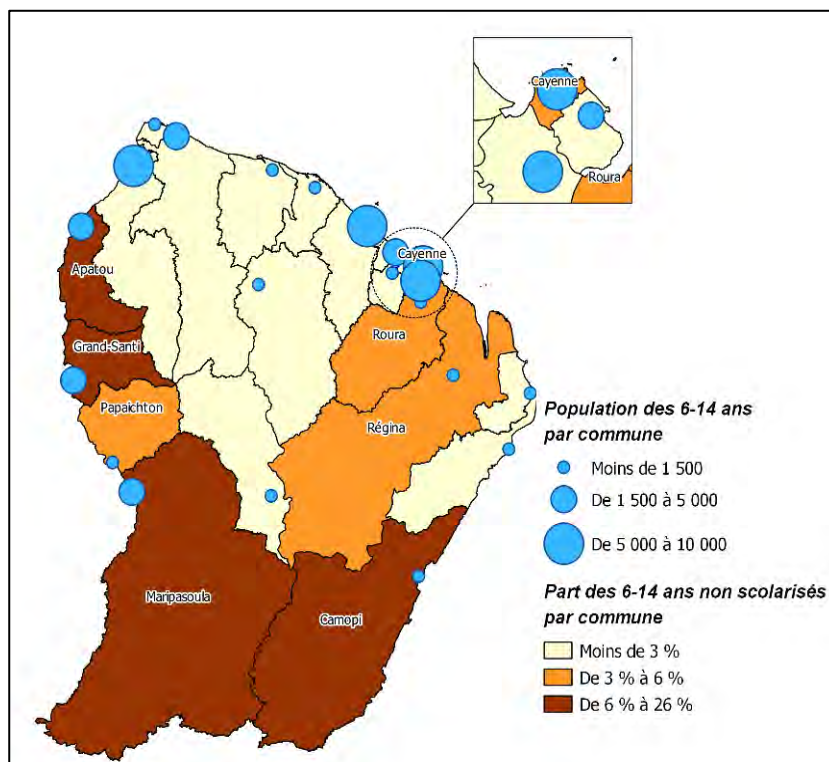 Cayenne
Roura
Cayenne
Apatou
Grand-Santi
Roura
Papaichton
Régina
Maripasoula
Camopi
Population des 6-14 ans
par commune
Moins de 1 500
De 1 500 à 5 000
De 5 000 à 10 000
Part des 6-14 ans non scolarisés
par commune
Moins de 3 %
De 3 % à 6 %
De 6 % à 26 %